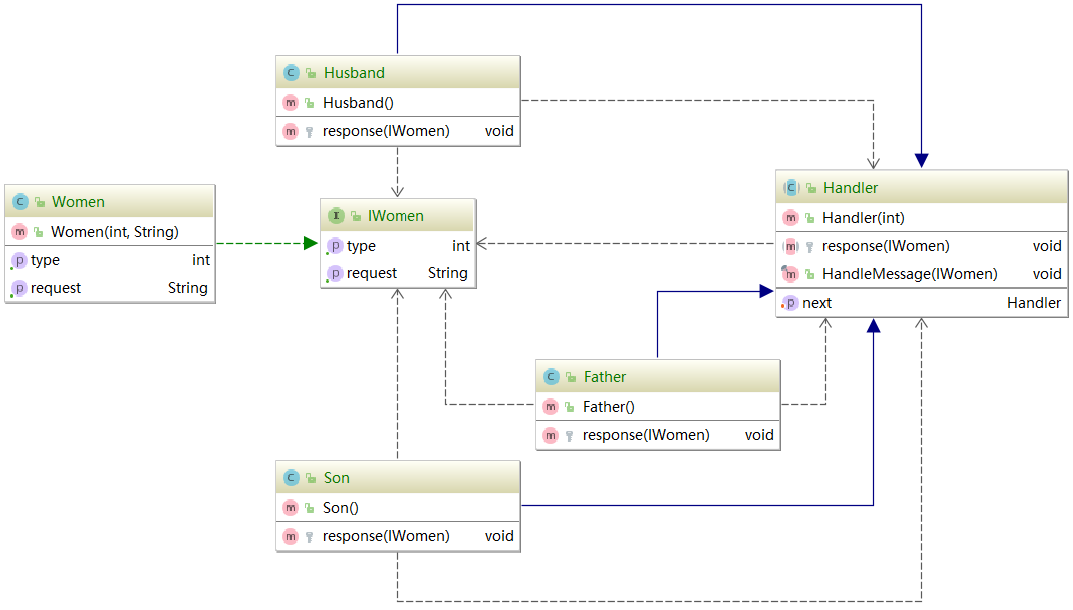 Husband
Husband()
response(IWomen) void
Women
Women(int, String)
type int
request String
IWomen
type int
request String
Handler
Handler(int)
response(IWomen) void
HandleMessage(IWomen) void
next Handler
Father
Father()
response(IWomen) void
Son
Son()
response(IWomen) void